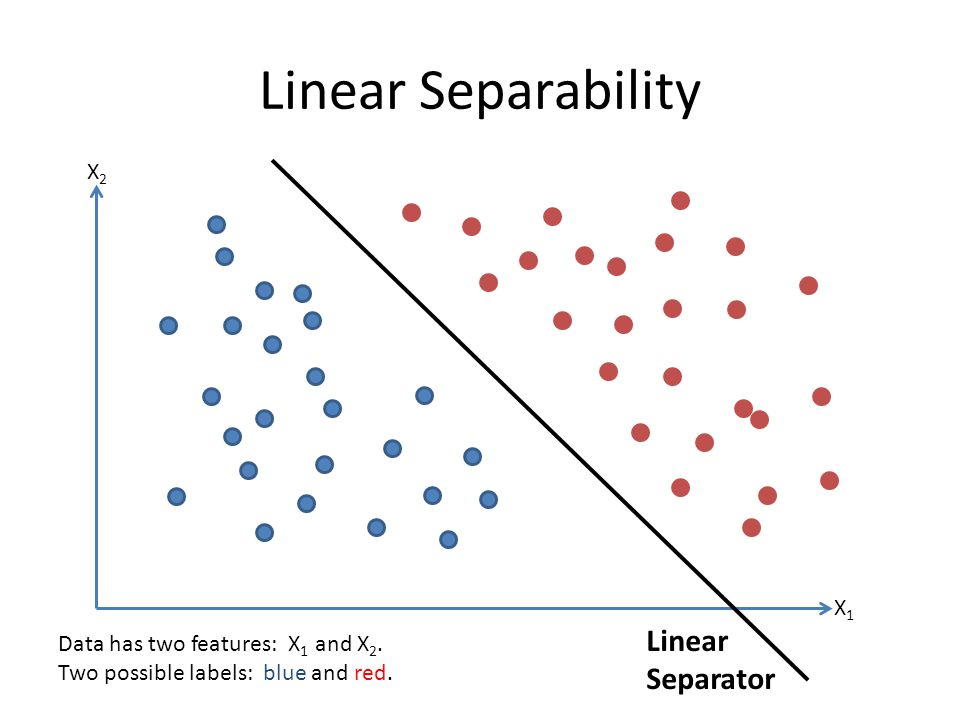 Linear Separability
X₂
X₁
Data has two features: X₁ and X₂.
Two possible labels: blue and red.
Linear
Separator